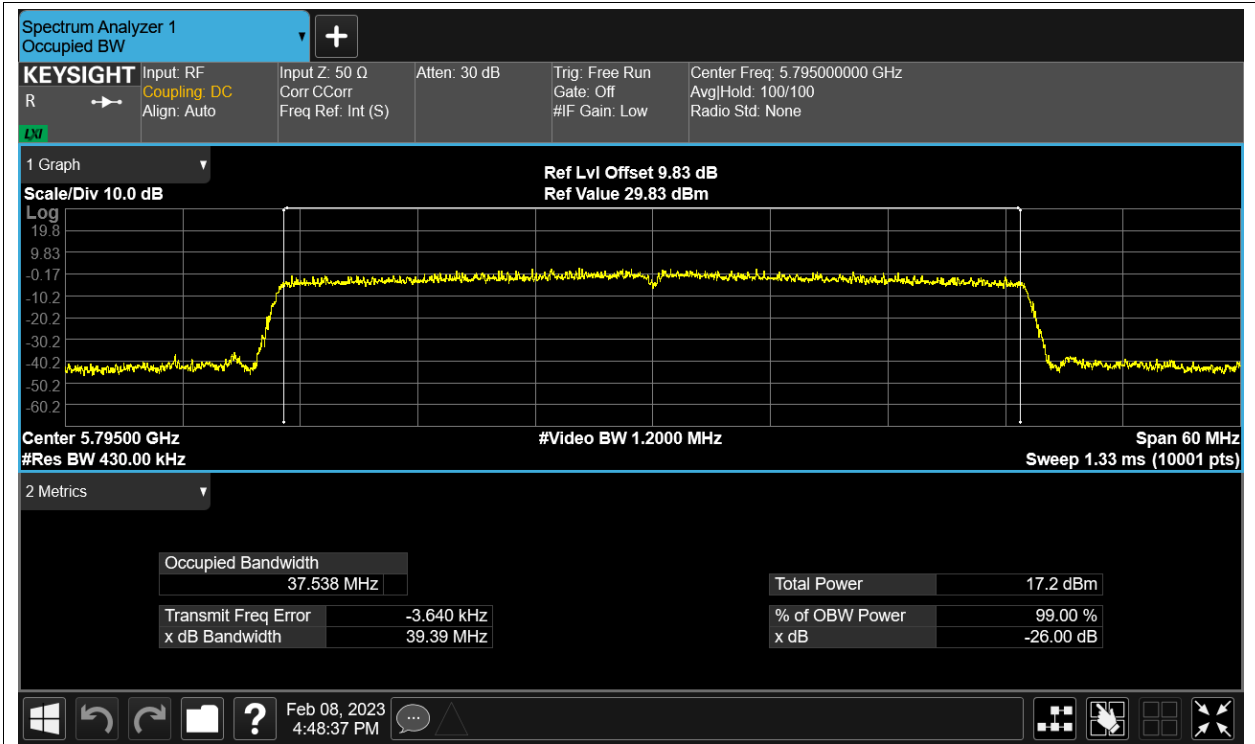 Spectrum Analyzer 1
Occupied BW
+
KEYSIGHT
R
LXI
Input: RF
Coupling: DC
Align: Auto
Input Z: 50 Ω
Corr CCorr
Freq Ref: Int (S)
Atten: 30 dB
Trig: Free Run
Gate: Off
#IF Gain: Low
Center Freq: 5.795000000 GHz
Avg|Hold: 100/100
Radio Std: None
1 Graph
Scale/Div 10.0 dB
Ref Lvl Offset 9.83 dB
Ref Value 29.83 dBm
Log
19.8
9.83
-0.17
-10.2
-20.2
-30.2
-40.2
-50.2
-60.2
Center 5.79500 GHz
#Video BW 1.2000 MHz
Span 60 MHz
#Res BW 430.00 kHz
Sweep 1.33 ms (10001 pts)
2 Metrics
Occupied Bandwidth
37.538 MHz
Total Power 17.2 dBm
Transmit Freq Error -3.640 kHz
% of OBW Power 99.00 %
x dB Bandwidth 39.39 MHz
x dB -26.00 dB
?
Feb 08, 2023
4:48:37 PM